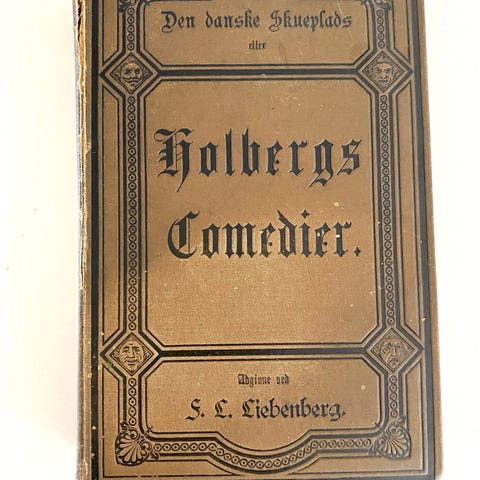 Den danske Skueplads
eller
Holbergs
Comedier.
Udgivne ved
F. L. Liebenberg.